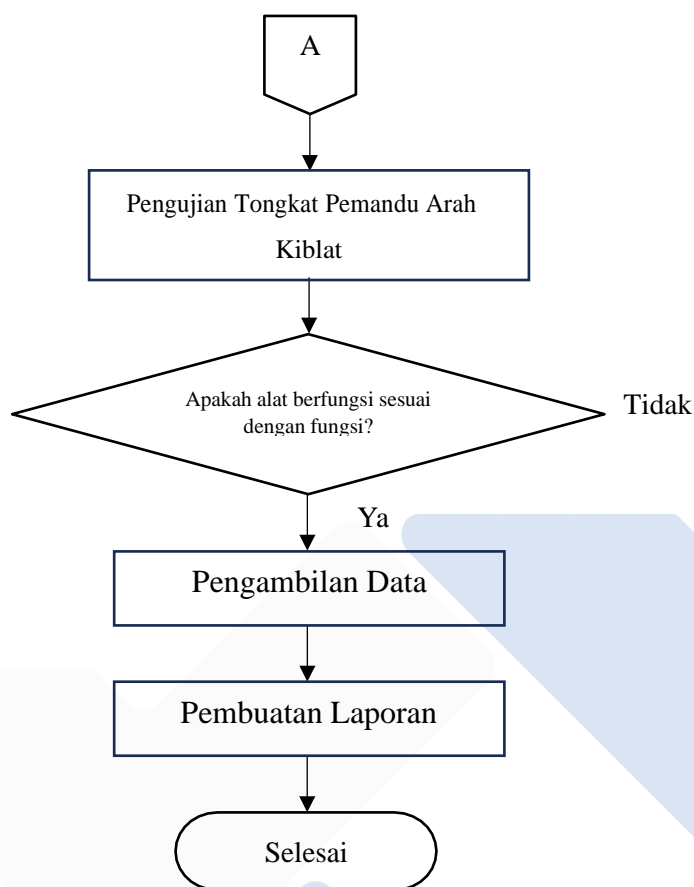 A
Pengujian Tongkat Pemandu Arah
Kiblat
Apakah alat berfungsi sesuai
dengan fungsi?
Tidak
Ya
Pengambilan Data
Pembuatan Laporan
Selesai